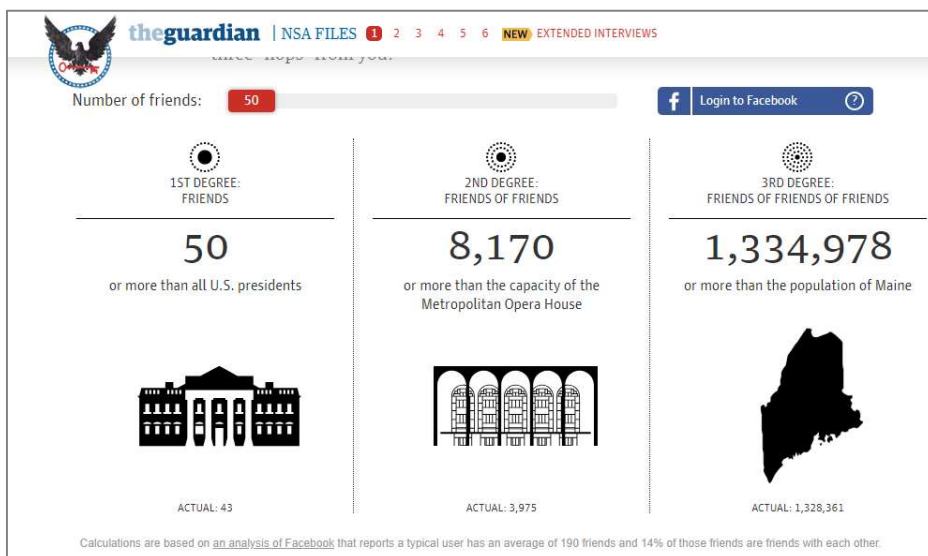 theguardian | NSA FILES 1 2 3 4 5 6 NEW EXTENDED INTERVIEWS
three 'hops' from you?
Number of friends: 50 f Login to Facebook ?
1ST DEGREE:
FRIENDS
50
or more than all U.S. presidents
ACTUAL: 43
2ND DEGREE:
FRIENDS OF FRIENDS
8,170
or more than the capacity of the
Metropolitan Opera House
ACTUAL: 3,975
3RD DEGREE:
FRIENDS OF FRIENDS OF FRIENDS
1,334,978
or more than the population of Maine
ACTUAL: 1,328,361
Calculations are based on an analysis of Facebook that reports a typical user has an average of 190 friends and 14% of those friends are friends with each other.